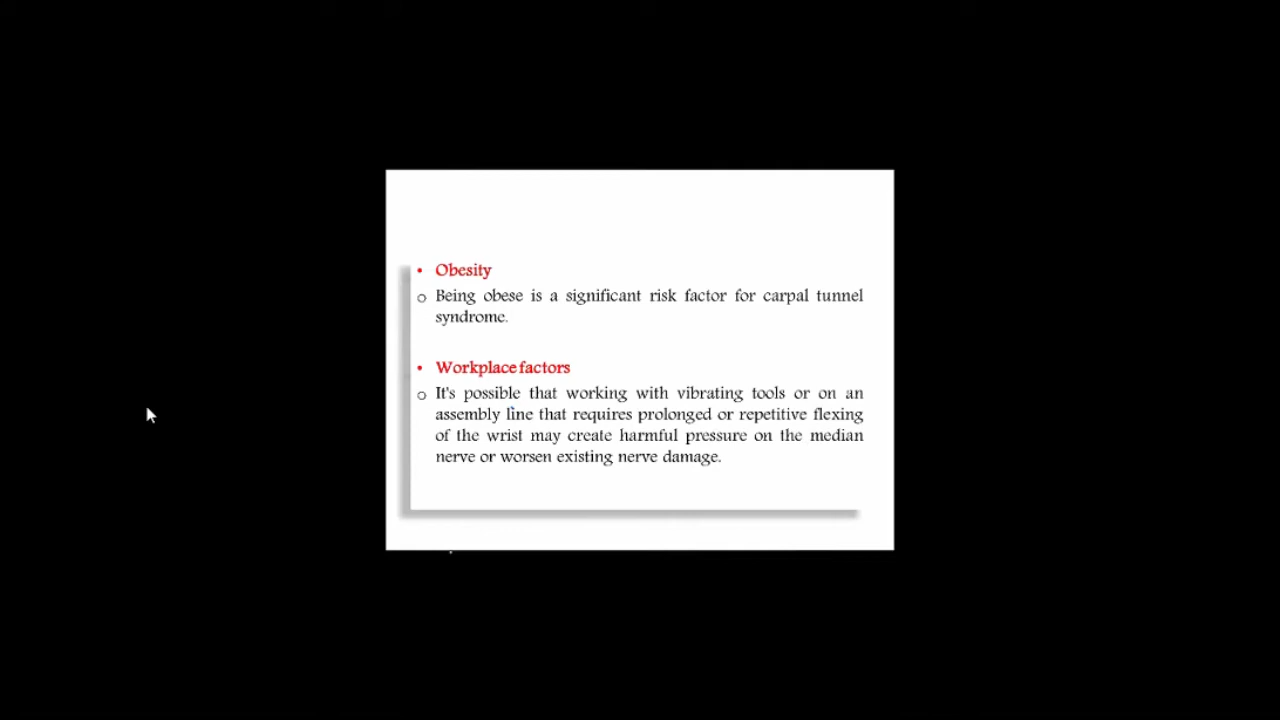 • Obesity
o Being obese is a significant risk factor for carpal tunnel
syndrome.
• Workplace factors
o It's possible that working with vibrating tools or on an
assembly line that requires prolonged or repetitive flexing
of the wrist may create harmful pressure on the median
nerve or worsen existing nerve damage.